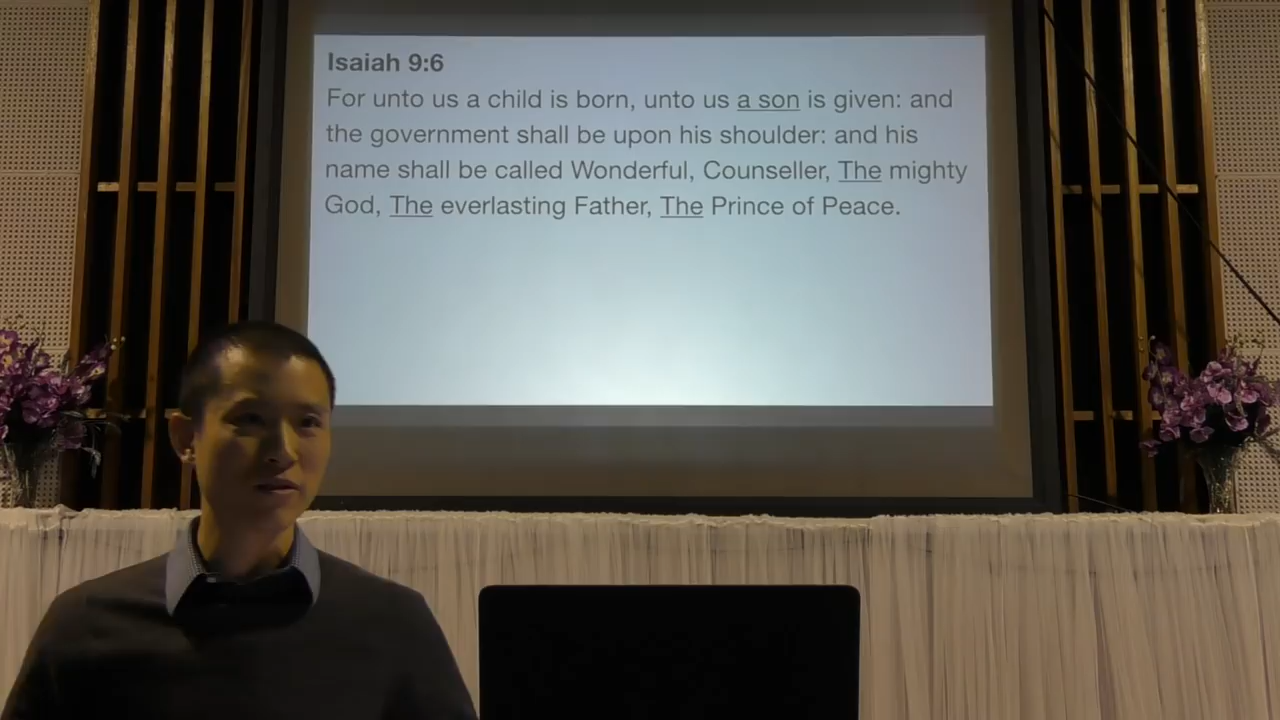 Isaiah 9:6
For unto us a child is born, unto us a son is given: and
the government shall be upon his shoulder: and his
name shall be called Wonderful, Counseller, The mighty
God, The everlasting Father, The Prince of Peace.